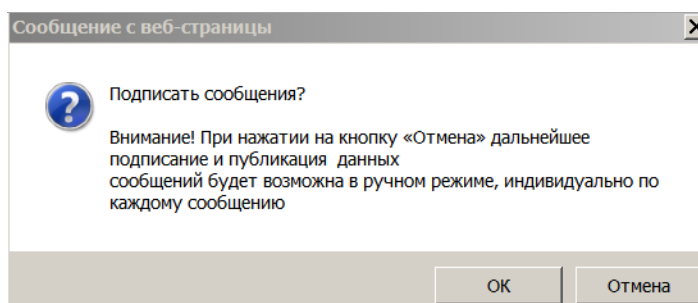 Сообщение с веб-страницы
Подписать сообщения?
Внимание! При нажатии на кнопку «Отмена» дальнейшее
подписание и публикация данных
сообщений будет возможна в ручном режиме, индивидуально по
каждому сообщению
ОК
Отмена